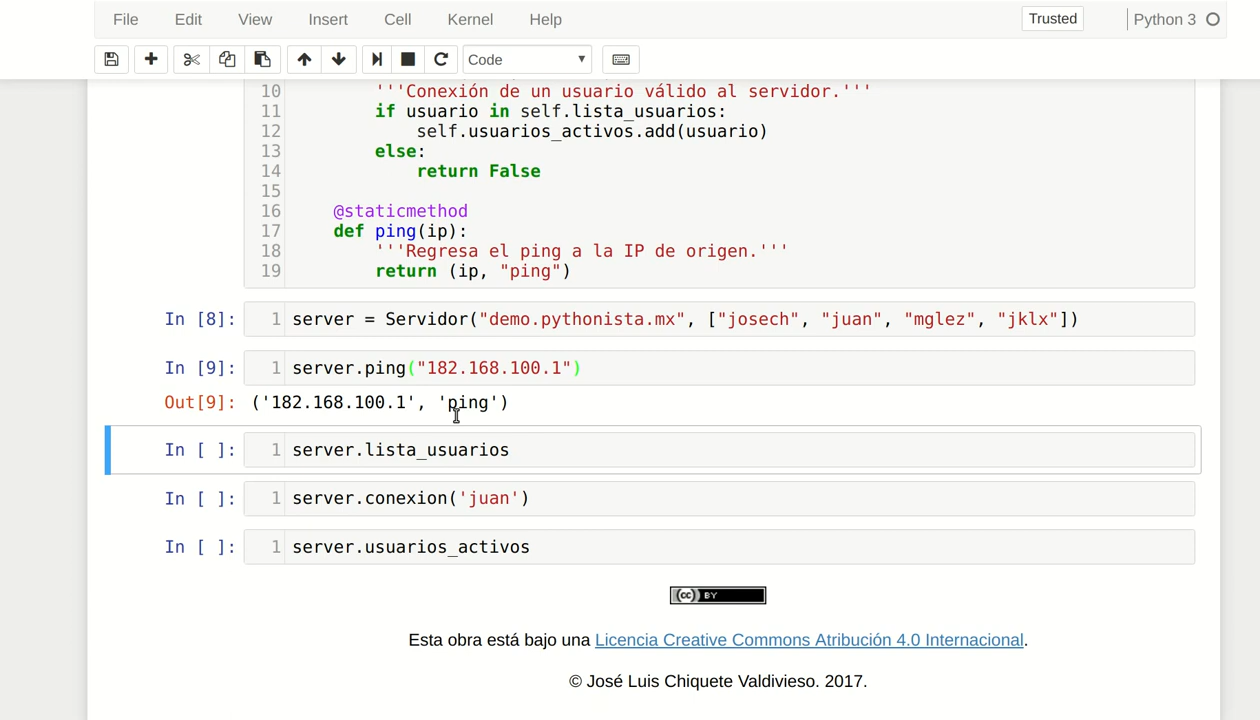 File Edit View Insert Cell Kernel Help Trusted Python 3
Code
10 '''Conexión de un usuario válido al servidor.'''
11 if usuario in self.lista_usuarios:
12 self.usuarios_activos.add(usuario)
13 else:
14 return False
15
16 @staticmethod
17 def ping(ip):
18 '''Regresa el ping a la IP de origen.'''
19 return (ip, "ping")
In [8]: 1 server = Servidor("demo.pythonista.mx", ["josech", "juan", "mglez", "jklx"])
In [9]: 1 server.ping("182.168.100.1")
Out[9]: ('182.168.100.1', 'ping')
In [ ]: 1 server.lista_usuarios
In [ ]: 1 server.conexion('juan')
In [ ]: 1 server.usuarios_activos
cc BY
Esta obra está bajo una Licencia Creative Commons Atribución 4.0 Internacional.
© José Luis Chiquete Valdivieso. 2017.